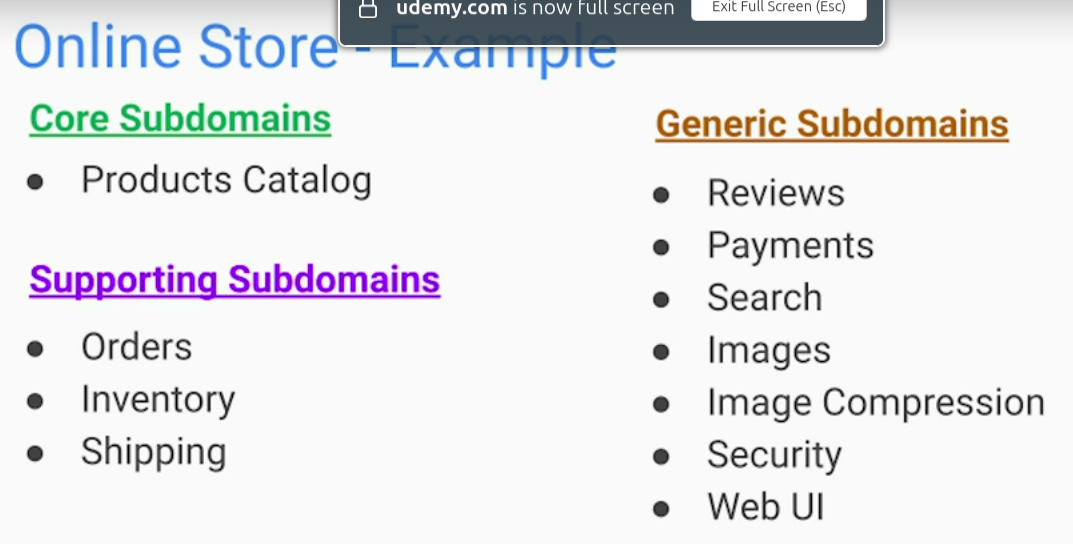 udemy.com is now full screen
Exit Full Screen (Esc)
Online Store - Example
Core Subdomains
● Products Catalog
Supporting Subdomains
● Orders
● Inventory
● Shipping
Generic Subdomains
● Reviews
● Payments
● Search
● Images
● Image Compression
● Security
● Web UI